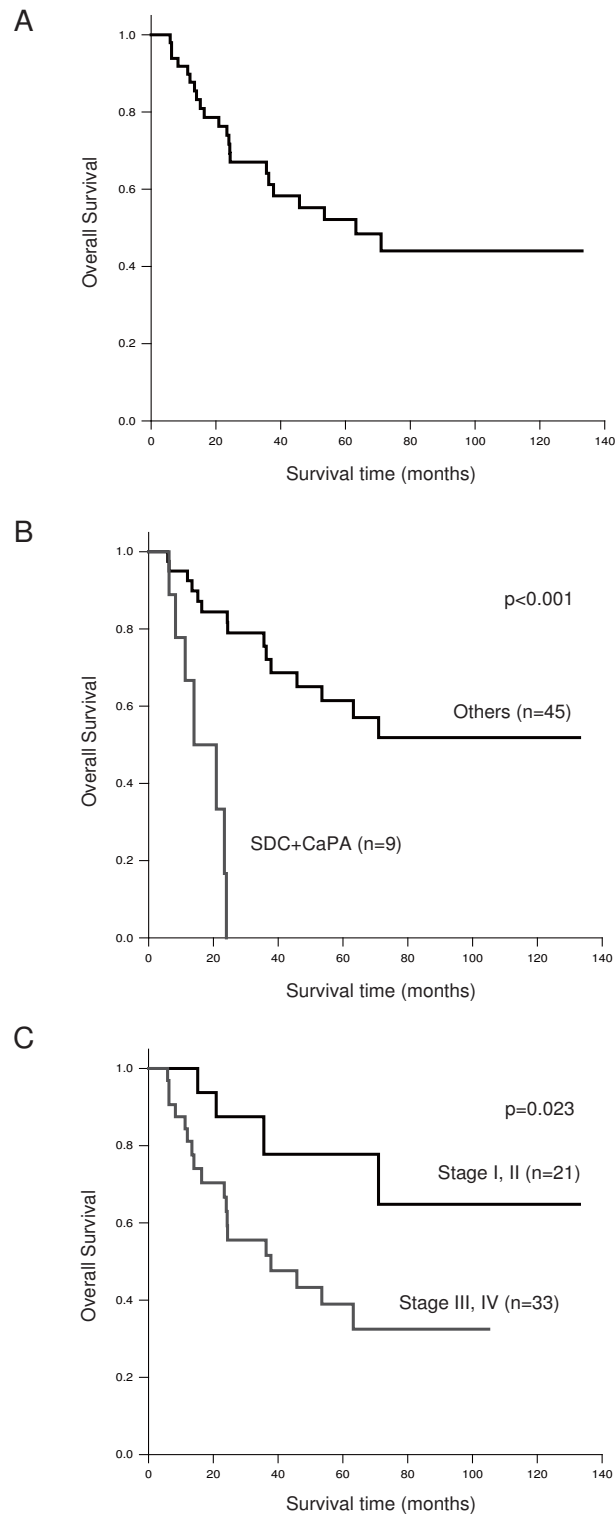 A
1.0
0.8
0.6
0.4
0.2
0.0
Overall Survival
0 20 40 60 80 100 120 140
Survival time (months)
B
1.0
0.8
0.6
0.4
0.2
0.0
Overall Survival
p<0.001
Others (n=45)
SDC+CaPA (n=9)
0 20 40 60 80 100 120 140
Survival time (months)
C
1.0
0.8
0.6
0.4
0.2
0.0
Overall Survival
p=0.023
Stage I, II (n=21)
Stage III, IV (n=33)
0 20 40 60 80 100 120 140
Survival time (months)